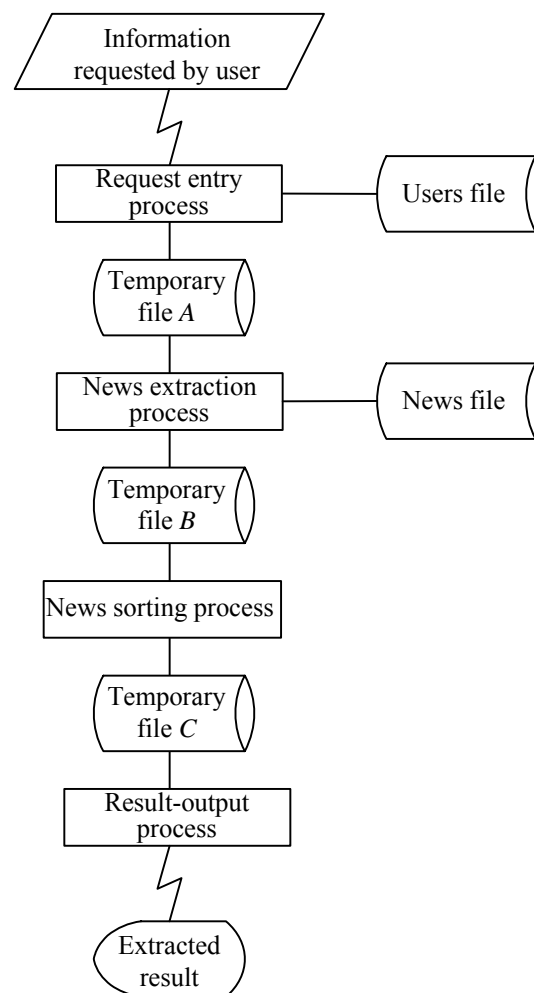 Information
requested by user
Request entry
process
Users file
Temporary
file A
News extraction
process
News file
Temporary
file B
News sorting process
Temporary
file C
Result-output
process
Extracted
result